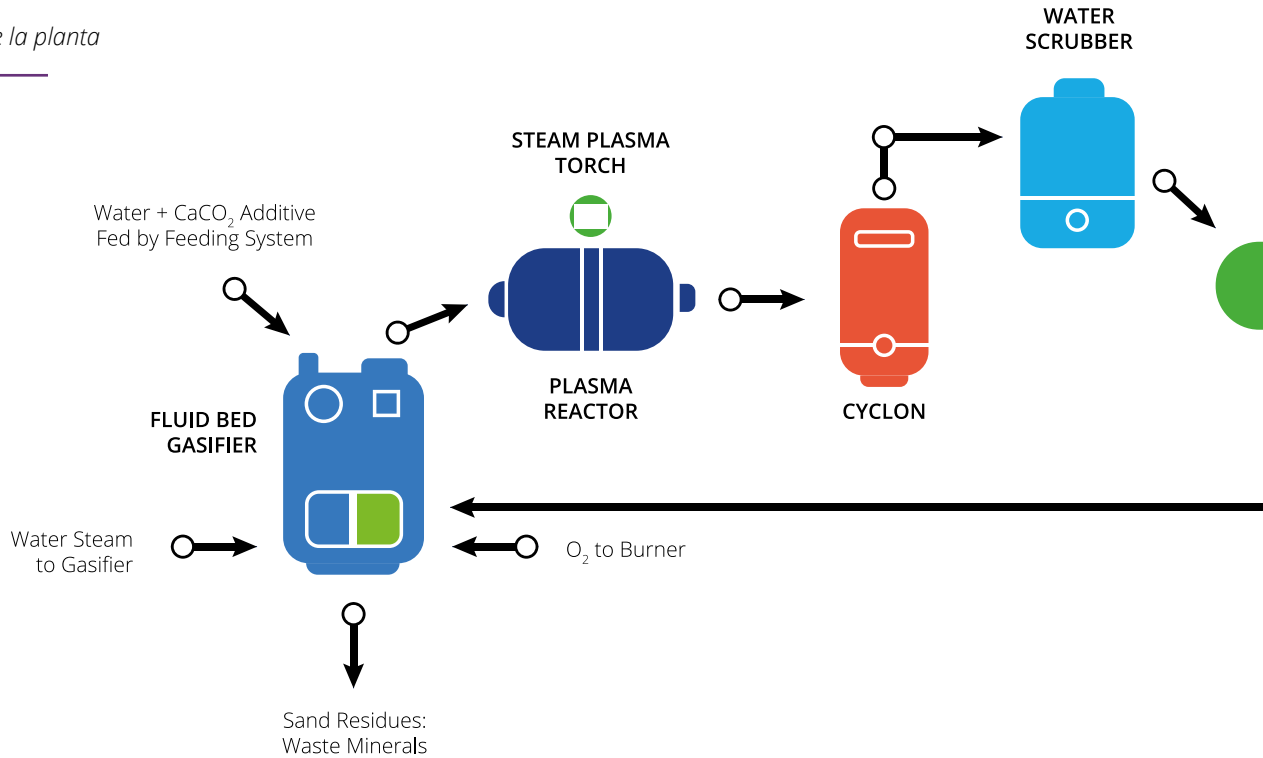 e la planta
WATER
SCRUBBER
STEAM PLASMA
TORCH
Water + CaCO₂ Additive
Fed by Feeding System
PLASMA
REACTOR
CYCLON
FLUID BED
GASIFIER
Water Steam
to Gasifier
O₂ to Burner
Sand Residues:
Waste Minerals